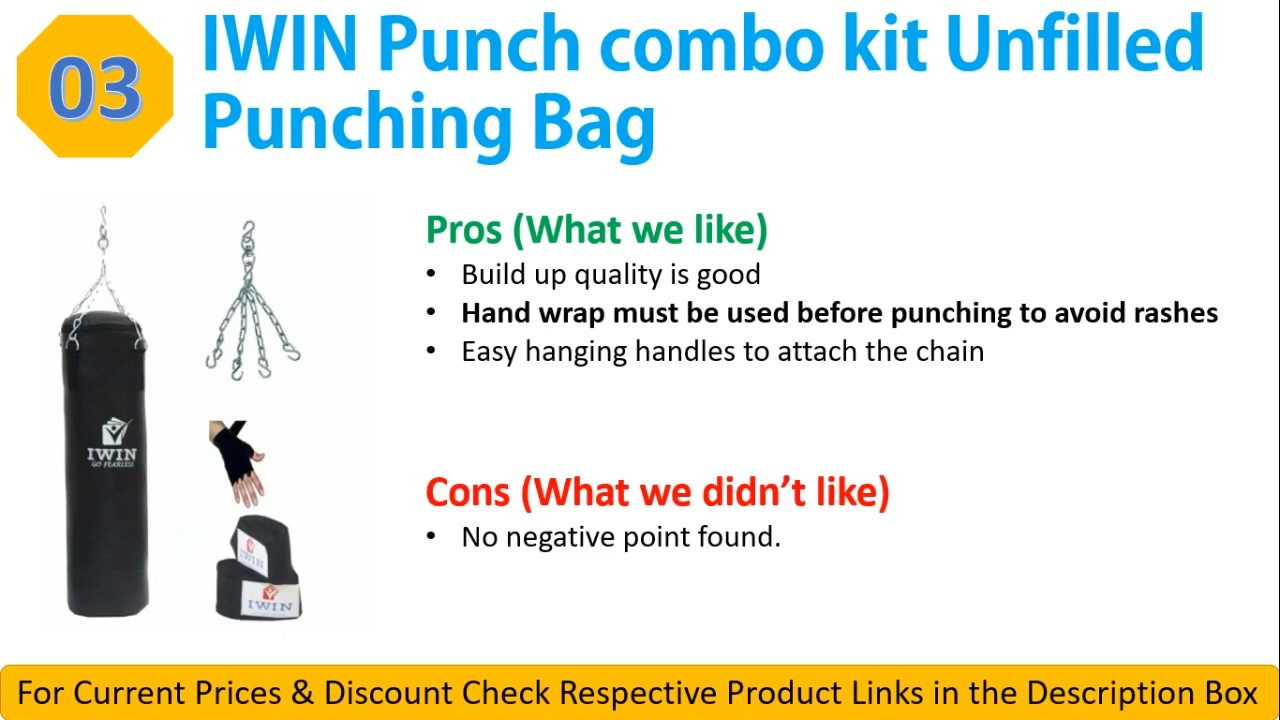 03
IWIN Punch combo kit Unfilled
Punching Bag
Pros (What we like)
• Build up quality is good
• Hand wrap must be used before punching to avoid rashes
• Easy hanging handles to attach the chain
IWIN
GO FEARLESS
IWIN
IWIN
Cons (What we didn't like)
• No negative point found.
For Current Prices & Discount Check Respective Product Links in the Description Box